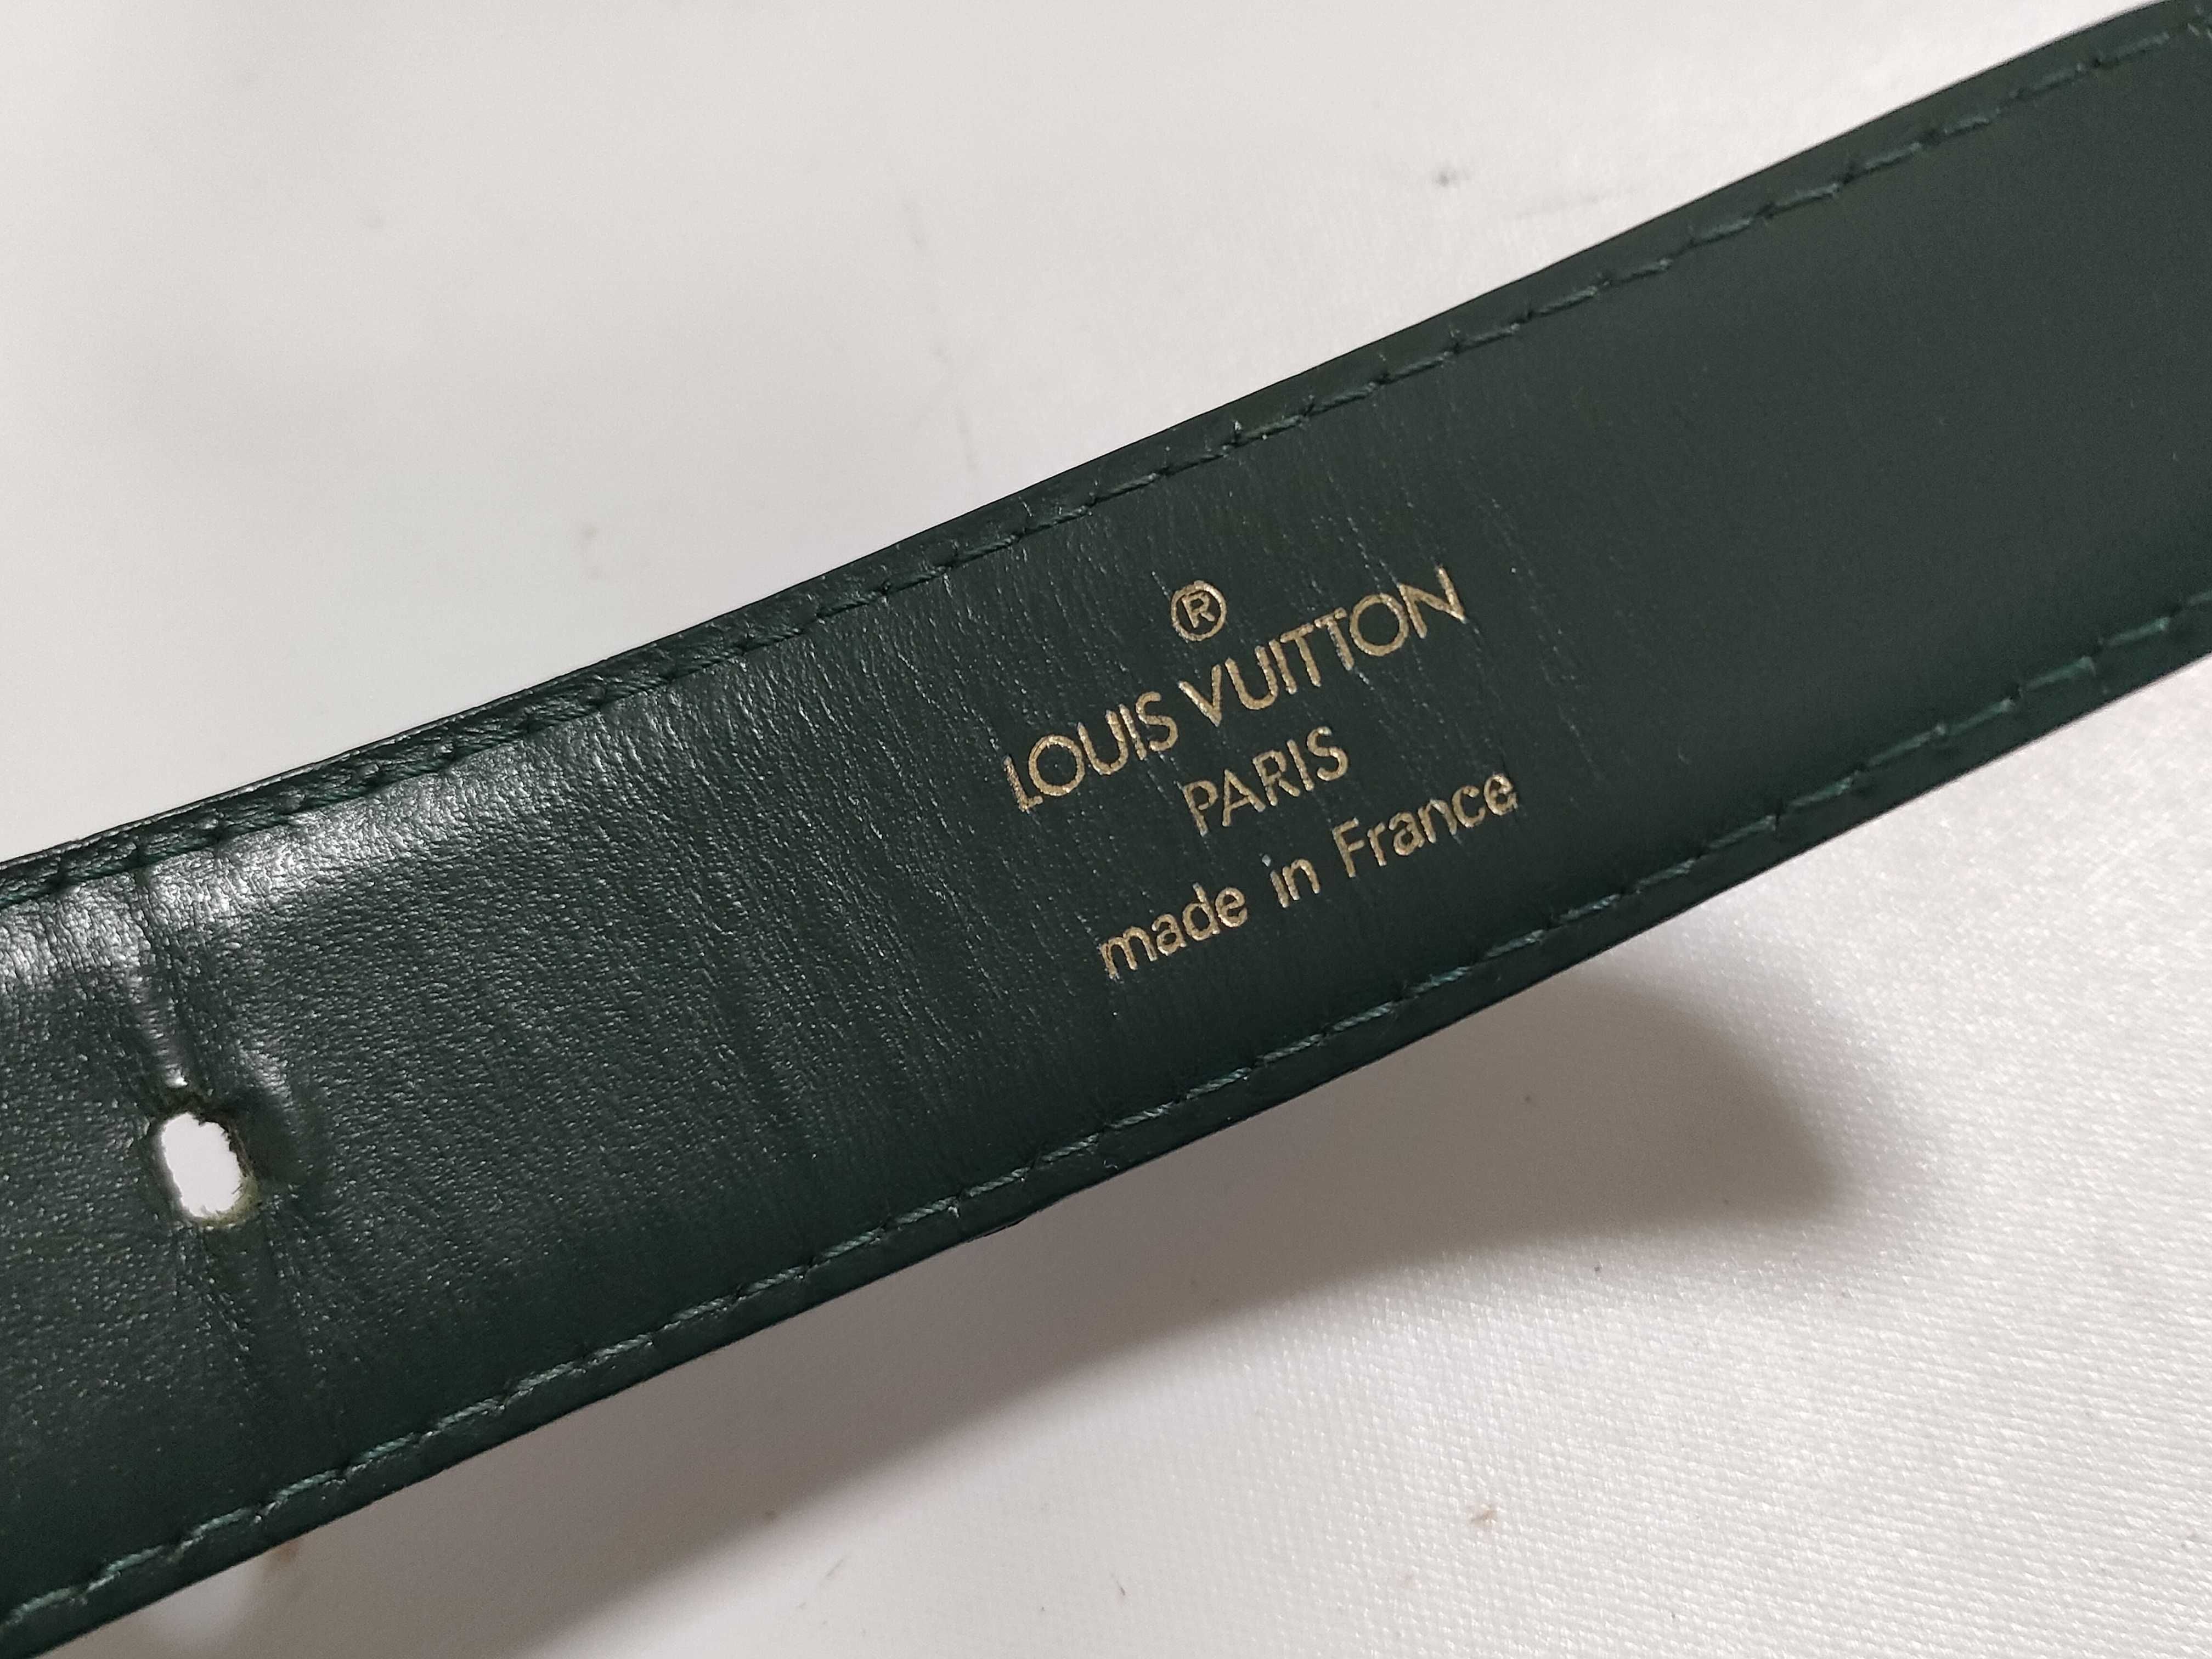 ®
LOUIS VUITTON
PARIS
made in France